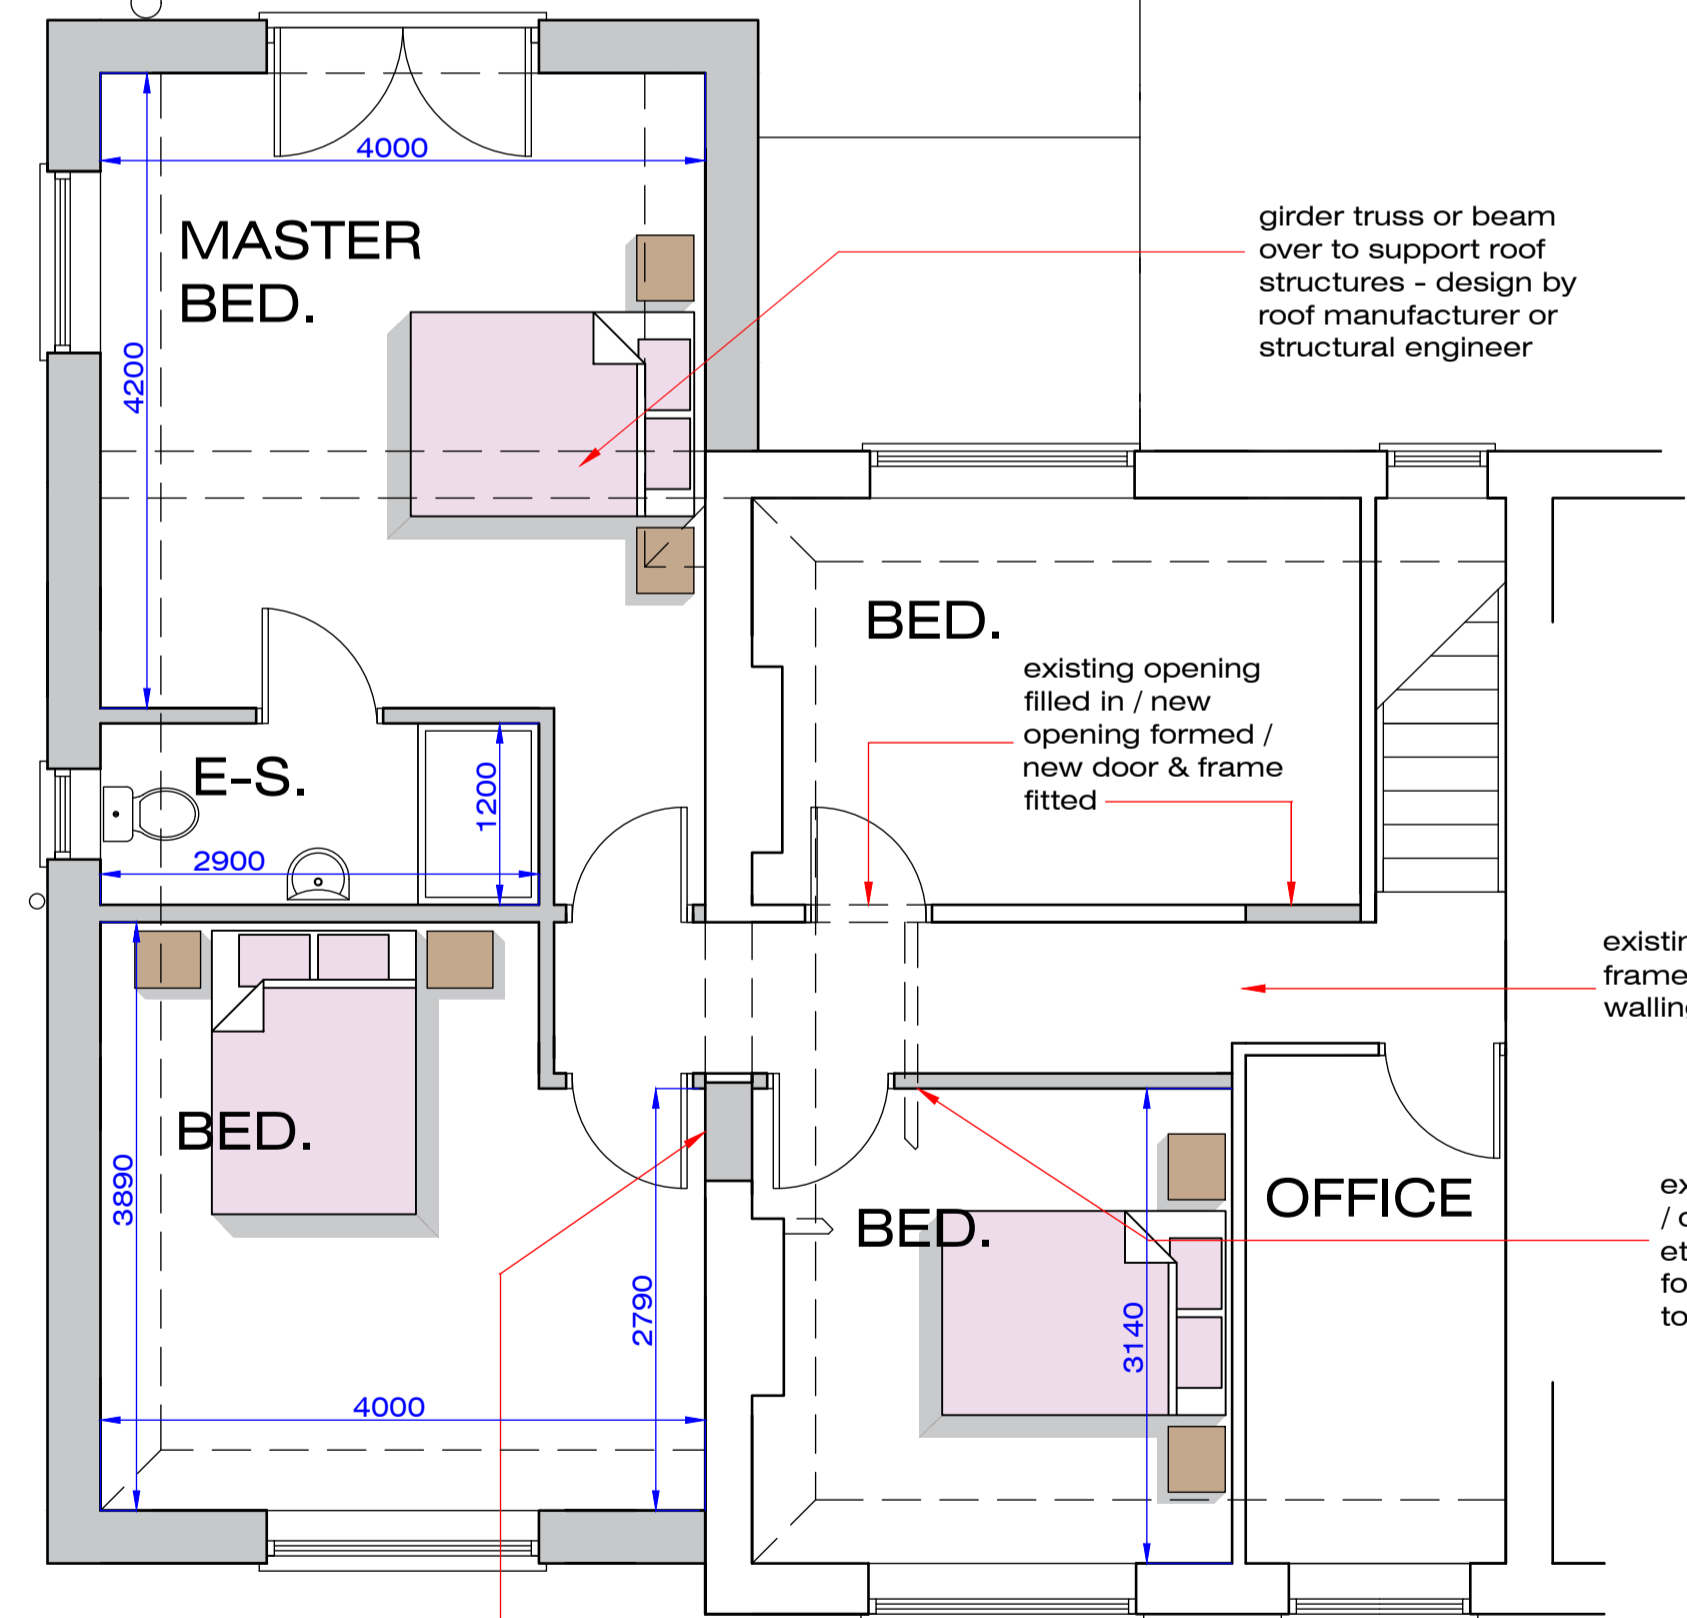 4000
MASTER
BED.
4200
girder truss or beam
over to support roof
structures - design by
roof manufacturer or
structural engineer
BED.
existing opening
filled in / new
opening formed /
new door & frame
fitted
E-S.
1200
2900
frame
BED.
3890
2790
4000
BED.
3140
OFFICE
/